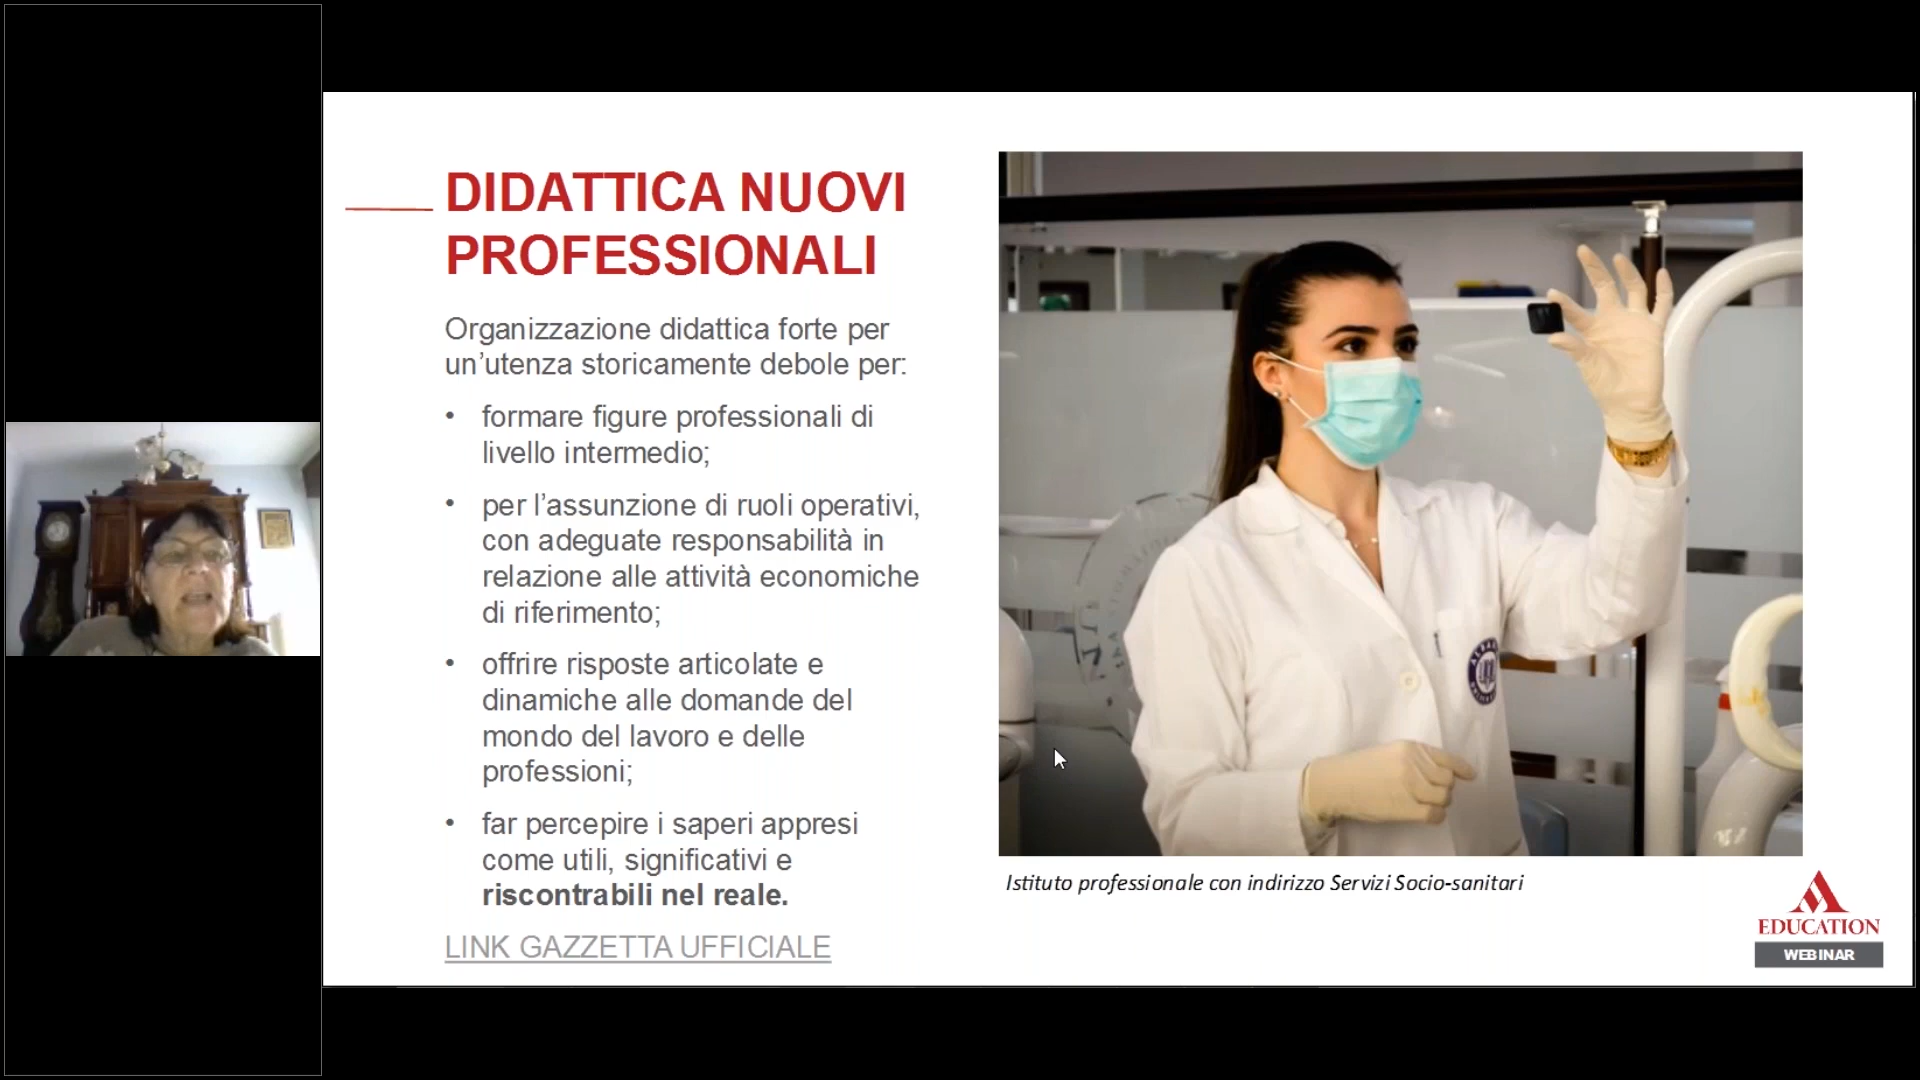 DIDATTICA NUOVI
PROFESSIONALI
Organizzazione didattica forte per
un’utenza storicamente debole per:
• formare figure professionali di
livello intermedio;
• per l’assunzione di ruoli operativi,
con adeguate responsabilità in
relazione alle attività economiche
di riferimento;
• offrire risposte articolate e
dinamiche alle domande del
mondo del lavoro e delle
professioni;
• far percepire i saperi appresi
come utili, significativi e
riscontrabili nel reale.
LINK GAZZETTA UFFICIALE
Istituto professionale con indirizzo Servizi Socio-sanitari
EDUCATION
WEBINAR